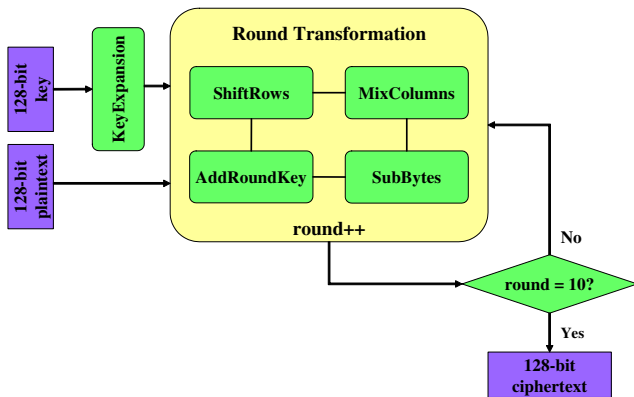 128-bit
key
KeyExpansion
128-bit
plaintext
Round Transformation
ShiftRows
MixColumns
AddRoundKey
SubBytes
round++
No
round = 10?
Yes
128-bit
ciphertext